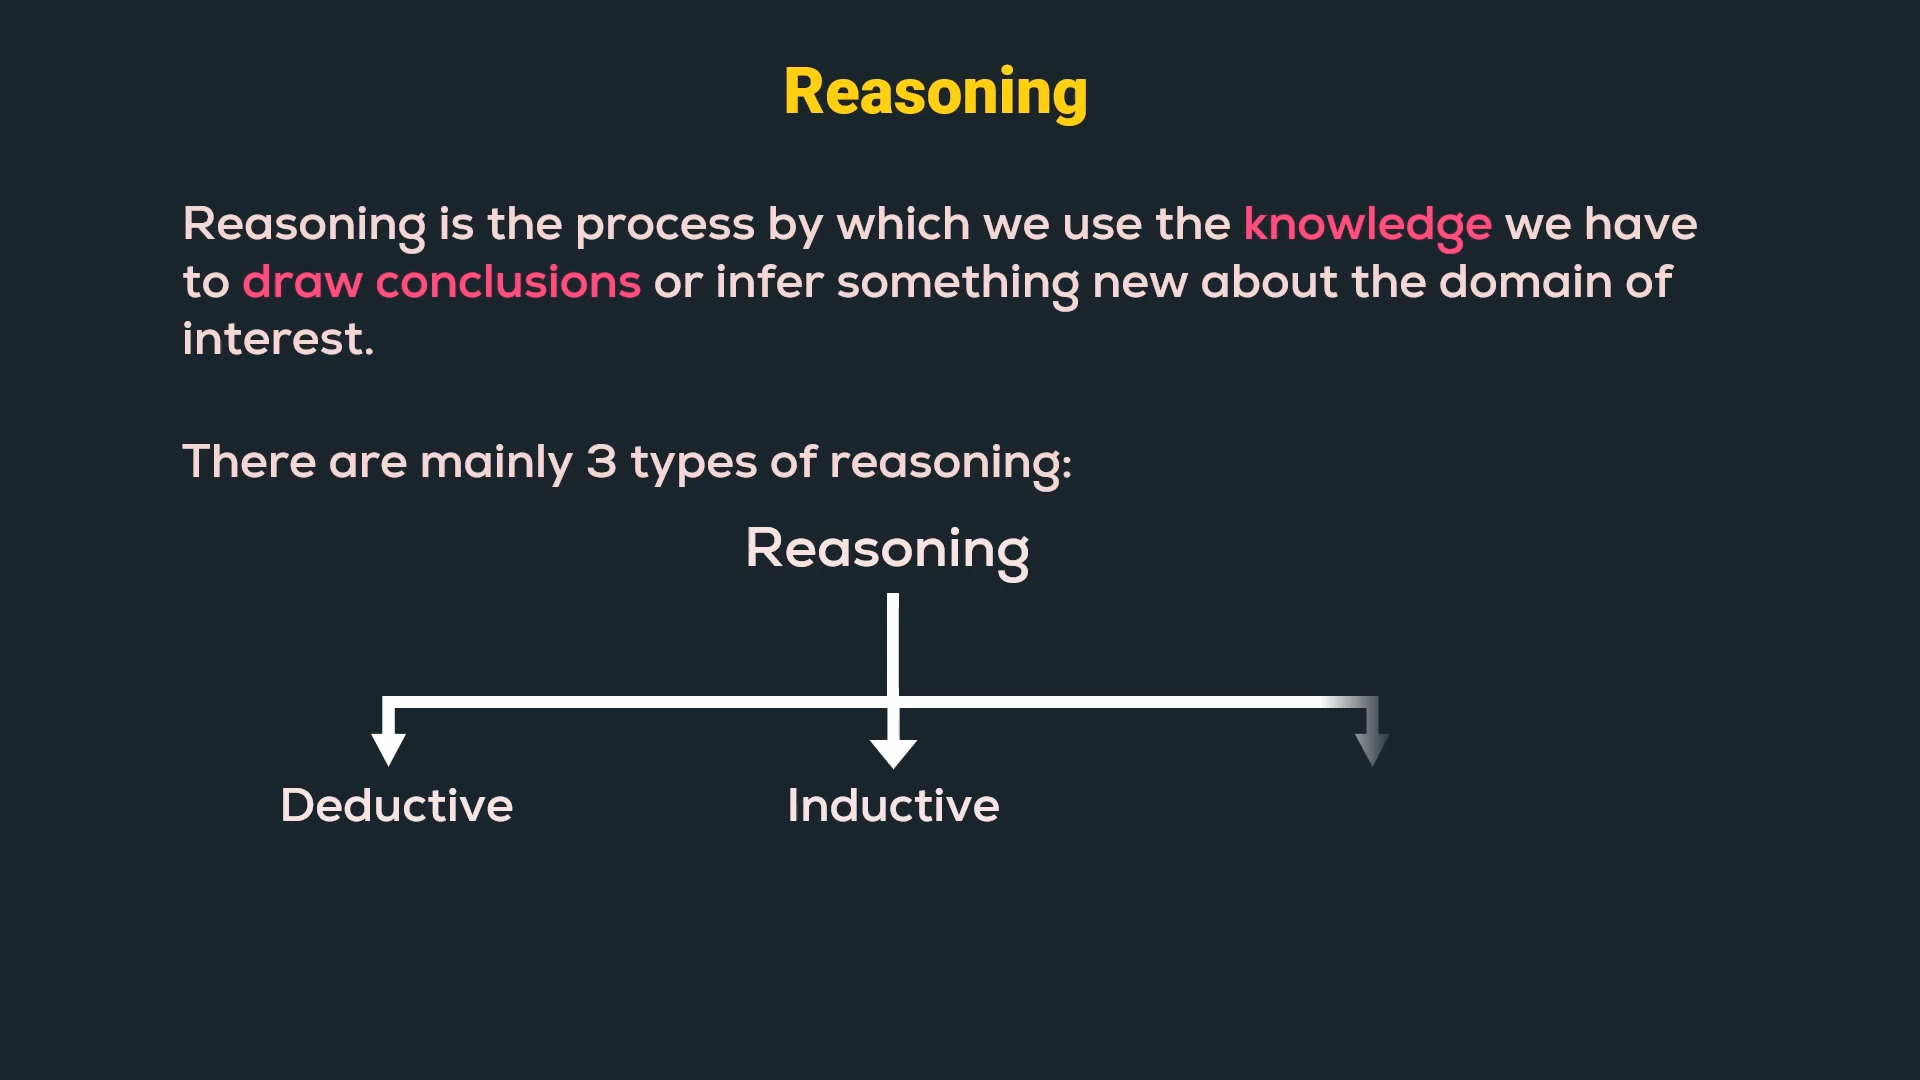 Reasoning
Reasoning is the process by which we use the knowledge we have
to draw conclusions or infer something new about the domain of
interest.
There are mainly 3 types of reasoning:
Reasoning
Deductive
Inductive